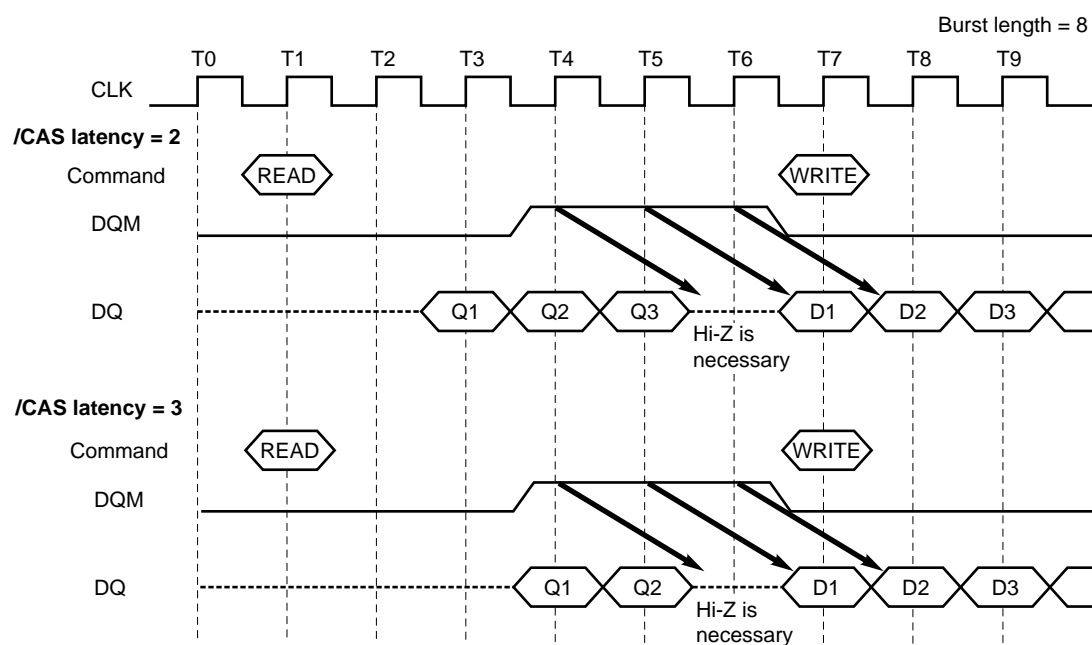 Burst length = 8
T0 T1 T2 T3 T4 T5 T6 T7 T8 T9
CLK
/CAS latency = 2
Command READ WRITE
DQM
DQ Q1 Q2 Q3 D1 D2 D3
Hi-Z is
necessary
/CAS latency = 3
Command READ WRITE
DQM
DQ Q1 Q2 D1 D2 D3
Hi-Z is
necessary